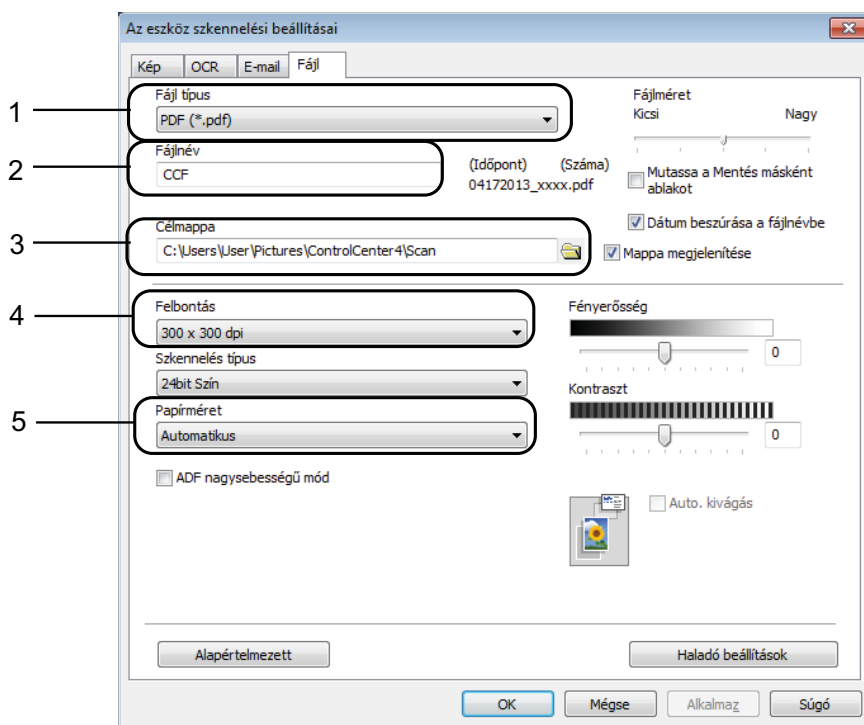 Az eszköz szkennelési beállításai
Kép OCR E-mail Fájl
1
Fájl típus
PDF (*.pdf)
Fájlméret
Kicsi Nagy
2
Fájlnév
CCF
(Időpont) (Száma)
04172013_xxxx.pdf
Mutassa a Mentés másként
ablakot
Dátum beszúrása a fájlnévbe
3
Célmappa
C:\Users\User\Pictures\ControlCenter4\Scan
Mappa megjelenítése
4
Felbontás
300 x 300 dpi
Fényerősség
0
Szkennelés típus
24bit Szín
Kontraszt
0
5
Papírméret
Automatikus
ADF nagysebességű mód
Auto. kivágás
Alapértelmezett Haladó beállítások
OK Mégse Alkalmaz Súgó